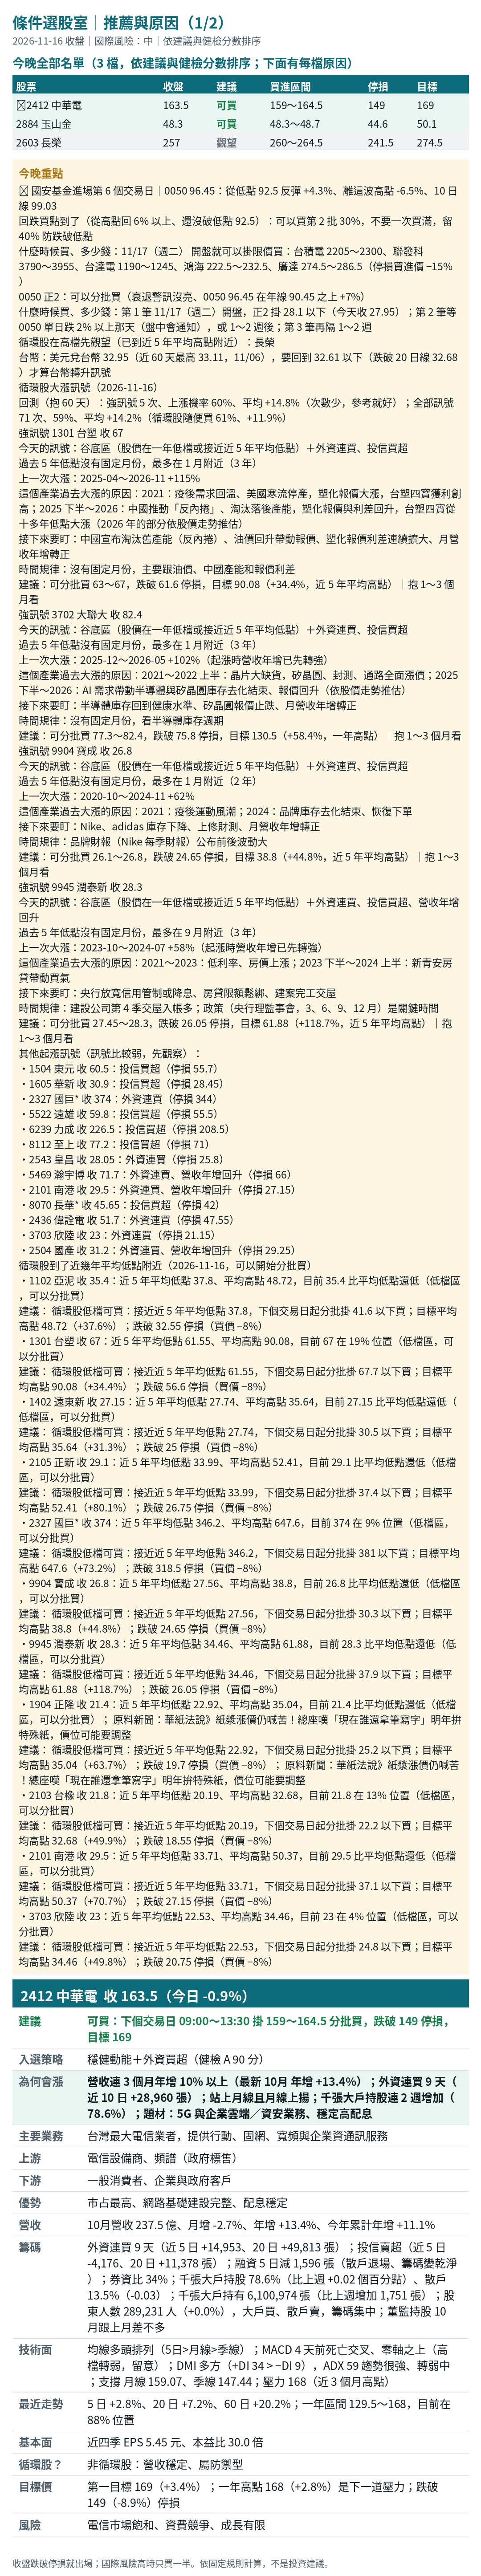 條件選股室｜推薦與原因（1/2）
2026-11-16 收盤｜國際風險：中｜依建議與健檢分數排序
今晚全部名單（3 檔，依建議與健檢分數排序；下面有每檔原因）
股票 收盤 建議 買進區間 停損 目標
2412 中華電 163.5 可買 159～164.5 149 169
2884 玉山金 48.3 可買 48.3～48.7 44.6 50.1
2603 長榮 257 觀望 260～264.5 241.5 274.5
今晚重點
國安基金進場第 6 個交易日｜0050 96.45：從低點 92.5 反彈 +4.3%、離這波高點 -6.5%、10 日
線 99.03
回跌買點到了（從高點回 6% 以上、還沒破低點 92.5）：可以買第 2 批 30%，不要一次買滿，留
40% 防跌破低點
什麼時候買、多少錢：11/17（週二） 開盤就可以掛限價買：台積電 2205～2300、聯發科
3790～3955、台達電 1190～1245、鴻海 222.5～232.5、廣達 274.5～286.5（停損買進價 −15%
）
0050 正2：可以分批買（衰退警訊沒亮、0050 96.45 在年線 90.45 之上 +7%）
什麼時候買、多少錢：第 1 筆 11/17（週二）開盤，正2 掛 28.1 以下（今天收 27.95）；第 2 筆等
0050 單日跌 2% 以上那天（盤中會通知），或 1～2 週後；第 3 筆再隔 1～2 週
循環股在高檔先觀望（已到近 5 年平均高點附近）：長榮
台幣：美元兌台幣 32.95（近 60 天最高 33.11，11/06），要回到 32.61 以下（跌破 20 日線 32.68
）才算台幣轉升訊號
循環股大漲訊號（2026-11-16）
回測（抱 60 天）：強訊號 5 次、上漲機率 60%、平均 +14.8%（次數少，參考就好）；全部訊號
71 次、59%、平均 +14.2%（循環股隨便買 61%、+11.9%）
強訊號 1301 台塑 收 67
今天的訊號：谷底區（股價在一年低檔或接近近 5 年平均低點）＋外資連買、投信買超
過去 5 年低點沒有固定月份，最多在 1 月附近（3 年）
上一次大漲：2025-04～2026-11 +115%
這個產業過去大漲的原因：2021：疫後需求回溫、美國寒流停產，塑化報價大漲，台塑四寶獲利創
高；2025 下半～2026：中國推動「反內捲」、淘汰落後產能，塑化報價與利差回升，台塑四寶從
十多年低點大漲（2026 年的部分依股價走勢推估）
接下來要盯：中國宣布淘汰舊產能（反內捲）、油價回升帶動報價、塑化報價利差連續擴大、月營
收年增轉正
時間規律：沒有固定月份，主要跟油價、中國產能和報價利差
建議：可分批買 63～67，跌破 61.6 停損，目標 90.08（+34.4%，近 5 年平均高點）｜抱 1～3 個
月看
強訊號 3702 大聯大 收 82.4
今天的訊號：谷底區（股價在一年低檔或接近近 5 年平均低點）＋外資連買、投信買超
過去 5 年低點沒有固定月份，最多在 1 月附近（3 年）
上一次大漲：2025-12～2026-05 +102%（起漲時營收年增已先轉強）
這個產業過去大漲的原因：2021～2022 上半：晶片大缺貨，矽晶圓、封測、通路全面漲價；2025
下半～2026：AI 需求帶動半導體與矽晶圓庫存去化結束、報價回升（依股價走勢推估）
接下來要盯：半導體庫存回到健康水準、矽晶圓報價止跌、月營收年增轉正
時間規律：沒有固定月份，看半導體庫存週期
建議：可分批買 77.3～82.4，跌破 75.8 停損，目標 130.5（+58.4%，一年高點）｜抱 1～3 個月看
強訊號 9904 寶成 收 26.8
今天的訊號：谷底區（股價在一年低檔或接近近 5 年平均低點）＋外資連買、投信買超
過去 5 年低點沒有固定月份，最多在 1 月附近（2 年）
上一次大漲：2020-10～2024-11 +62%
這個產業過去大漲的原因：2021：疫後運動風潮；2024：品牌庫存去化結束、恢復下單
接下來要盯：Nike、adidas 庫存下降、上修財測、月營收年增轉正
時間規律：品牌財報（Nike 每季財報）公布前後波動大
建議：可分批買 26.1～26.8，跌破 24.65 停損，目標 38.8（+44.8%，近 5 年平均高點）｜抱 1～3
個月看
強訊號 9945 潤泰新 收 28.3
今天的訊號：谷底區（股價在一年低檔或接近近 5 年平均低點）＋外資連買、投信買超、營收年增
回升
過去 5 年低點沒有固定月份，最多在 9 月附近（3 年）
上一次大漲：2023-10～2024-07 +58%（起漲時營收年增已先轉強）
這個產業過去大漲的原因：2021～2023：低利率、房價上漲；2023 下半～2024 上半：新青安房
貸帶動買氣
接下來要盯：央行放寬信用管制或降息、房貸限額鬆綁、建案完工交屋
時間規律：建設公司第 4 季交屋入帳多；政策（央行理監事會，3、6、9、12 月）是關鍵時間
建議：可分批買 27.45～28.3，跌破 26.05 停損，目標 61.88（+118.7%，近 5 年平均高點）｜抱
1～3 個月看
其他起漲訊號（訊號比較弱，先觀察）：
・1504 東元 收 60.5：投信買超（停損 55.7）
・1605 華新 收 30.9：投信買超（停損 28.45）
・2327 國巨* 收 374：外資連買（停損 344）
・5522 遠雄 收 59.8：投信買超（停損 55.5）
・6239 力成 收 226.5：投信買超（停損 208.5）
・8112 至上 收 77.2：投信買超（停損 71）
・2543 皇昌 收 28.05：外資連買（停損 25.8）
・5469 瀚宇博 收 71.7：外資連買、營收年增回升（停損 66）
・2101 南港 收 29.5：外資連買、營收年增回升（停損 27.15）
・8070 長華* 收 45.65：投信買超（停損 42）
・2436 偉詮電 收 51.7：外資連買（停損 47.55）
・3703 欣陸 收 23：外資連買（停損 21.15）
・2504 國產 收 31.2：外資連買、營收年增回升（停損 29.25）
循環股到了近幾年平均低點附近（2026-11-16，可以開始分批買）
・1102 亞泥 收 35.4：近 5 年平均低點 37.8、平均高點 48.72，目前 35.4 比平均低點還低（低檔區
，可以分批買）
建議： 循環股低檔可買：接近近 5 年平均低點 37.8，下個交易日起分批掛 41.6 以下買；目標平
均高點 48.72（+37.6%）；跌破 32.55 停損（買價 −8%）
・1301 台塑 收 67：近 5 年平均低點 61.55、平均高點 90.08，目前 67 在 19% 位置（低檔區，可
以分批買）
建議： 循環股低檔可買：接近近 5 年平均低點 61.55，下個交易日起分批掛 67.7 以下買；目標平
均高點 90.08（+34.4%）；跌破 56.6 停損（買價 −8%）
・1402 遠東新 收 27.15：近 5 年平均低點 27.74、平均高點 35.64，目前 27.15 比平均低點還低（
低檔區，可以分批買）
建議： 循環股低檔可買：接近近 5 年平均低點 27.74，下個交易日起分批掛 30.5 以下買；目標平
均高點 35.64（+31.3%）；跌破 25 停損（買價 −8%）
・2105 正新 收 29.1：近 5 年平均低點 33.99、平均高點 52.41，目前 29.1 比平均低點還低（低檔
區，可以分批買）
建議： 循環股低檔可買：接近近 5 年平均低點 33.99，下個交易日起分批掛 37.4 以下買；目標平
均高點 52.41（+80.1%）；跌破 26.75 停損（買價 −8%）
・2327 國巨* 收 374：近 5 年平均低點 346.2、平均高點 647.6，目前 374 在 9% 位置（低檔區，
可以分批買）
建議： 循環股低檔可買：接近近 5 年平均低點 346.2，下個交易日起分批掛 381 以下買；目標平均
高點 647.6（+73.2%）；跌破 318.5 停損（買價 −8%）
・9904 寶成 收 26.8：近 5 年平均低點 27.56、平均高點 38.8，目前 26.8 比平均低點還低（低檔區
，可以分批買）
建議： 循環股低檔可買：接近近 5 年平均低點 27.56，下個交易日起分批掛 30.3 以下買；目標平
均高點 38.8（+44.8%）；跌破 24.65 停損（買價 −8%）
・9945 潤泰新 收 28.3：近 5 年平均低點 34.46、平均高點 61.88，目前 28.3 比平均低點還低（低
檔區，可以分批買）
建議： 循環股低檔可買：接近近 5 年平均低點 34.46，下個交易日起分批掛 37.9 以下買；目標平
均高點 61.88（+118.7%）；跌破 26.05 停損（買價 −8%）
・1904 正隆 收 21.4：近 5 年平均低點 22.92、平均高點 35.04，目前 21.4 比平均低點還低（低檔
區，可以分批買）； 原料新聞：華紙法說》紙漿漲價仍喊苦！總座嘆「現在誰還拿筆寫字」明年拚
特殊紙，價位可能要調整
建議： 循環股低檔可買：接近近 5 年平均低點 22.92，下個交易日起分批掛 25.2 以下買；目標平
均高點 35.04（+63.7%）；跌破 19.7 停損（買價 −8%）； 原料新聞：華紙法說》紙漿漲價仍喊苦
！總座嘆「現在誰還拿筆寫字」明年拚特殊紙，價位可能要調整
・2103 台橡 收 21.8：近 5 年平均低點 20.19、平均高點 32.68，目前 21.8 在 13% 位置（低檔區，
可以分批買）
建議： 循環股低檔可買：接近近 5 年平均低點 20.19，下個交易日起分批掛 22.2 以下買；目標平
均高點 32.68（+49.9%）；跌破 18.55 停損（買價 −8%）
・2101 南港 收 29.5：近 5 年平均低點 33.71、平均高點 50.37，目前 29.5 比平均低點還低（低檔
區，可以分批買）
建議： 循環股低檔可買：接近近 5 年平均低點 33.71，下個交易日起分批掛 37.1 以下買；目標平
均高點 50.37（+70.7%）；跌破 27.15 停損（買價 −8%）
・3703 欣陸 收 23：近 5 年平均低點 22.53、平均高點 34.46，目前 23 在 4% 位置（低檔區，可以
分批買）
建議： 循環股低檔可買：接近近 5 年平均低點 22.53，下個交易日起分批掛 24.8 以下買；目標平
均高點 34.46（+49.8%）；跌破 20.75 停損（買價 −8%）
2412 中華電 收 163.5（今日 -0.9%）
建議 可買：下個交易日 09:00～13:30 掛 159～164.5 分批買，跌破 149 停損，
目標 169
入選策略 穩健動能＋外資買超（健檢 A 90 分）
為何會漲 營收連 3 個月年增 10% 以上（最新 10月 年增 +13.4%）；外資連買 9 天（
近 10 日 +28,960 張）；站上月線且月線上揚；千張大戶持股連 2 週增加（
78.6%）；題材：5G 與企業雲端／資安業務、穩定高配息
主要業務 台灣最大電信業者，提供行動、固網、寬頻與企業資通訊服務
上游 電信設備商、頻譜（政府標售）
下游 一般消費者、企業與政府客戶
優勢 市占最高、網路基礎建設完整、配息穩定
營收 10月營收 237.5 億、月增 -2.7%、年增 +13.4%、今年累計年增 +11.1%
籌碼 外資連買 9 天（近 5 日 +14,953、20 日 +49,813 張）；投信賣超（近 5 日
-4,176、20 日 +11,378 張）；融資 5 日減 1,596 張（散戶退場、籌碼變乾淨
）；券資比 34%；千張大戶持股 78.6%（比上週 +0.02 個百分點）、散戶
13.5%（-0.03）；千張大戶持有 6,100,974 張（比上週增加 1,751 張）；股
東人數 289,231 人（+0.0%），大戶買、散戶賣，籌碼集中；董監持股 10
月跟上月差不多
技術面 均線多頭排列（5日>月線>季線）；MACD 4 天前死亡交叉、零軸之上（高
檔轉弱，留意）；DMI 多方（+DI 34 > −DI 9），ADX 59 趨勢很強、轉弱中
；支撐 月線 159.07、季線 147.44；壓力 168（近 3 個月高點）
最近走勢 5 日 +2.8%、20 日 +7.2%、60 日 +20.2%；一年區間 129.5～168，目前在
88% 位置
基本面 近四季 EPS 5.45 元、本益比 30.0 倍
循環股？ 非循環股：營收穩定、屬防禦型
目標價 第一目標 169（+3.4%）；一年高點 168（+2.8%）是下一道壓力；跌破
149（-8.9%）停損
風險 電信市場飽和、資費競爭、成長有限
收盤跌破停損就出場；國際風險高時只買一半。依固定規則計算，不是投資建議。